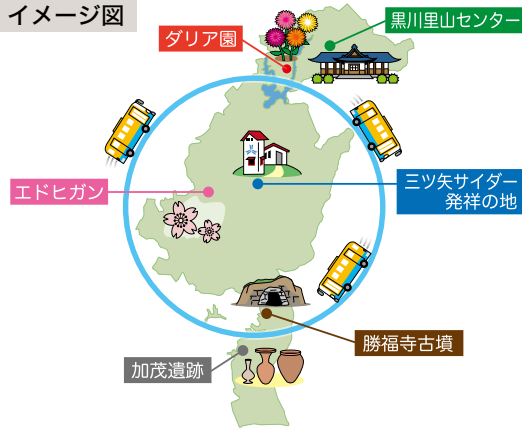 イメージ図
ダリア園
黒川里山センター
エドヒガン
三ツ矢サイダー
発祥の地
勝福寺古墳
加茂遺跡